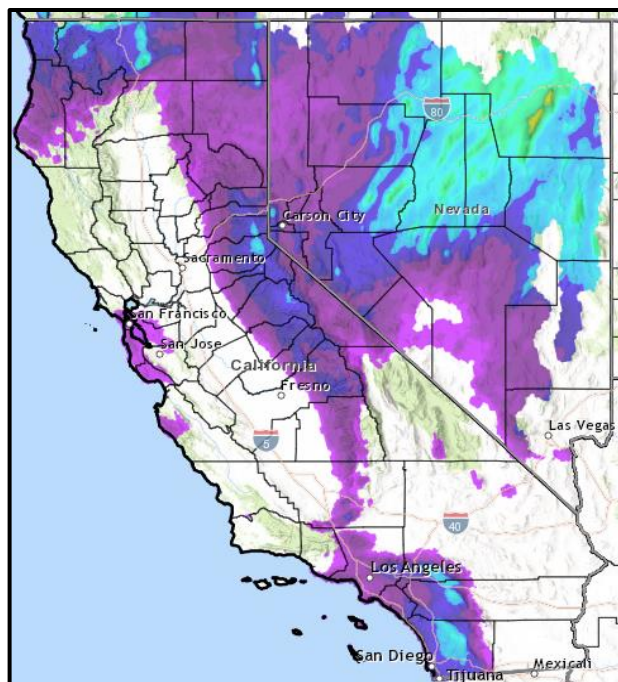 80
Nevada
Carson City
Sacramento
San Francisco
San Jose
California
Fresno
5
Las Vegas
40
Los Angeles
San Diego
Tijuana
Mexicali